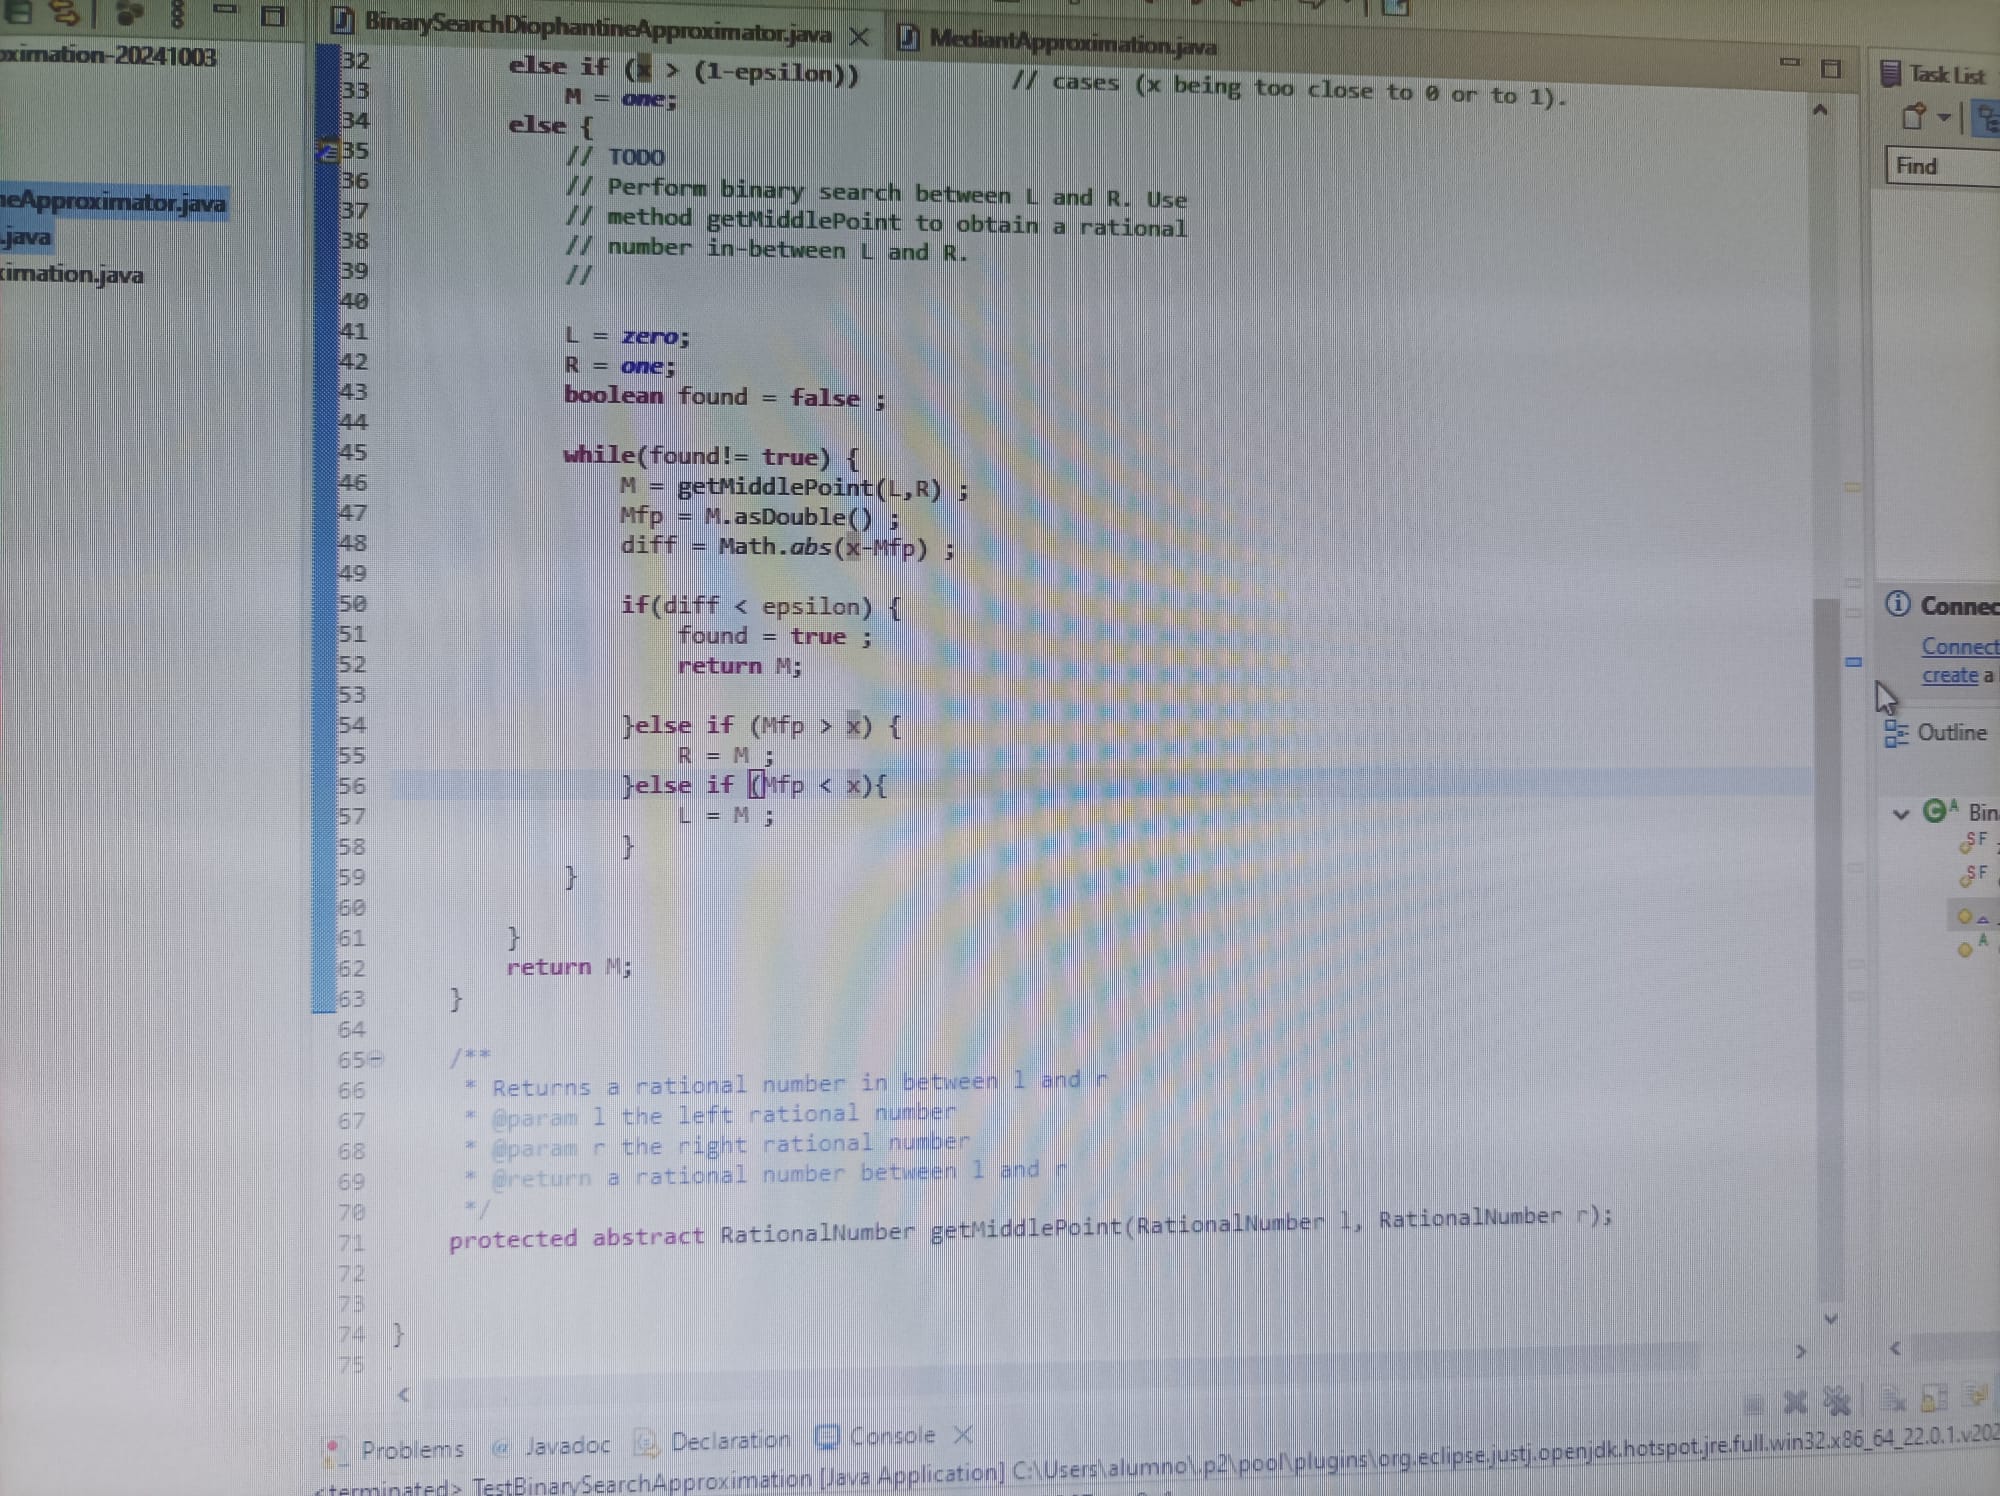 BinarySearchDiophantineApproximator.java
MediantApproximation.java
oximation-20241003
neApproximator.java
.java
ximation.java
32 else if (x > (1-epsilon)) // cases (x being too close to 0 or to 1).
33 M = one;
34 else {
35 // TODO
36 // Perform binary search between L and R. Use
37 // method getMiddlePoint to obtain a rational
38 // number in-between L and R.
39 //
40
41 L = zero;
42 R = one;
43 boolean found = false ;
44
45 while(found!= true) {
46 M = getMiddlePoint(L,R) ;
47 Mfp = M.asDouble() ;
48 diff = Math.abs(x-Mfp) ;
49
50 if(diff < epsilon) {
51 found = true ;
52 return M;
53
54 }else if (Mfp > x) {
55 R = M ;
56 }else if (Mfp < x){
57 L = M ;
58 }
59 }
60
61 }
62 return M;
63 }
64
65 /**
66 * Returns a rational number in between l and r
67 * @param l the left rational number
68 * @param r the right rational number
69 * @return a rational number between l and r
70 */
71 protected abstract RationalNumber getMiddlePoint(RationalNumber l, RationalNumber r);
72
73
74 }
75
Task List
Find
Connec
Connect
create a
Outline
Bin
S F
S F
A
Problems @ Javadoc Declaration Console
<terminated> TestBinarySearchApproximation [Java Application] C:\Users\alumno\.p2\pool\plugins\org.eclipse.justj.openjdk.hotspot.jre.full.win32.x86_64_22.0.1.v202